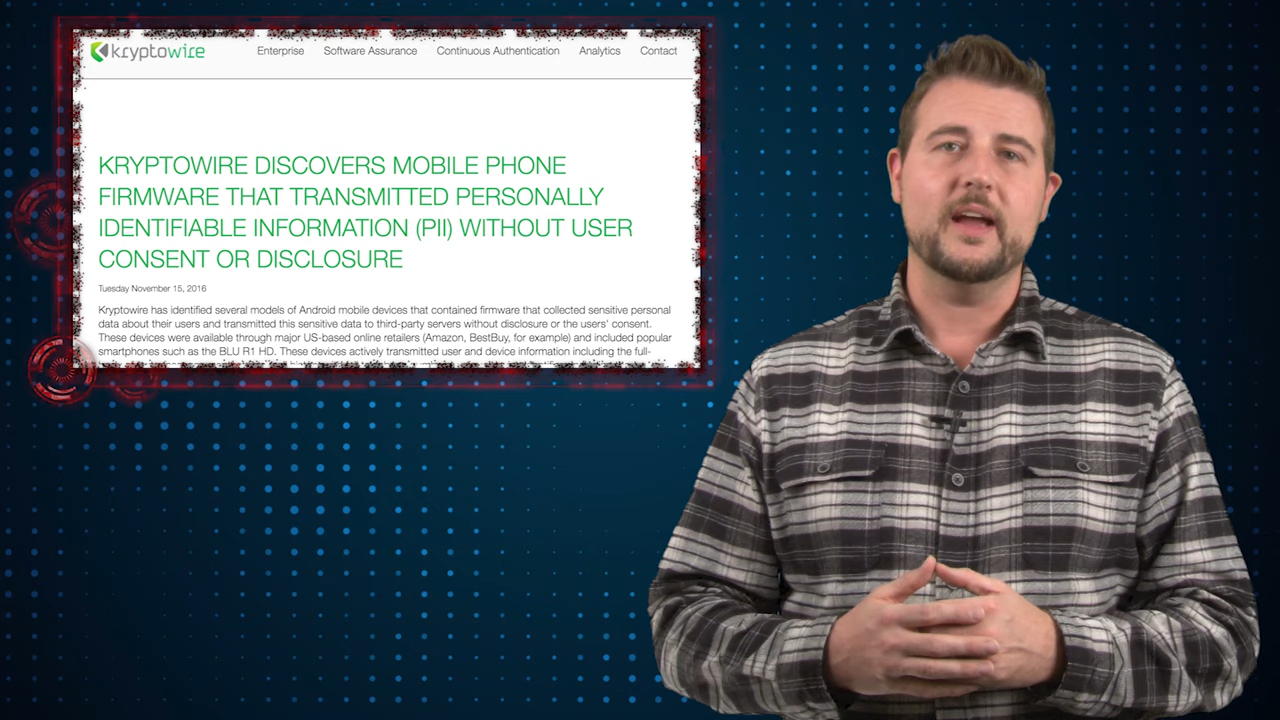 kryptowire
Enterprise Software Assurance Continuous Authentication Analytics Contact
KRYPTOWIRE DISCOVERS MOBILE PHONE
FIRMWARE THAT TRANSMITTED PERSONALLY
IDENTIFIABLE INFORMATION (PII) WITHOUT USER
CONSENT OR DISCLOSURE
Tuesday November 15, 2016
Kryptowire has identified several models of Android mobile devices that contained firmware that collected sensitive personal
data about their users and transmitted this sensitive data to third-party servers without disclosure or the users' consent.
These devices were available through major US-based online retailers (Amazon, BestBuy, for example) and included popular
smartphones such as the BLU R1 HD. These devices actively transmitted user and device information including the full-